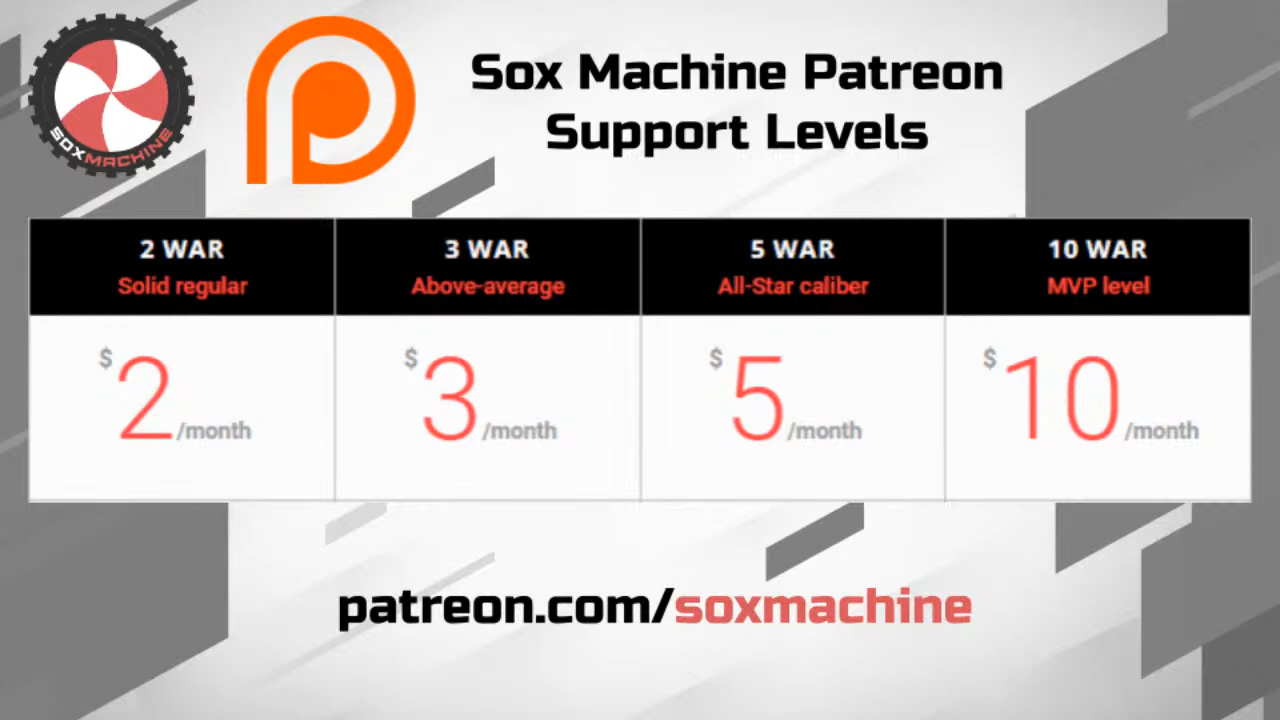 SOXMACHINE
Sox Machine Patreon
Support Levels
2 WAR
Solid regular
$2/month
3 WAR
Above-average
$3/month
5 WAR
All-Star caliber
$5/month
10 WAR
MVP level
$10/month
patreon.com/soxmachine